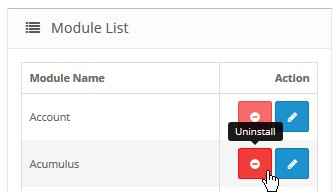 Module List
Module Name Action
Account
Uninstall
Acumulus